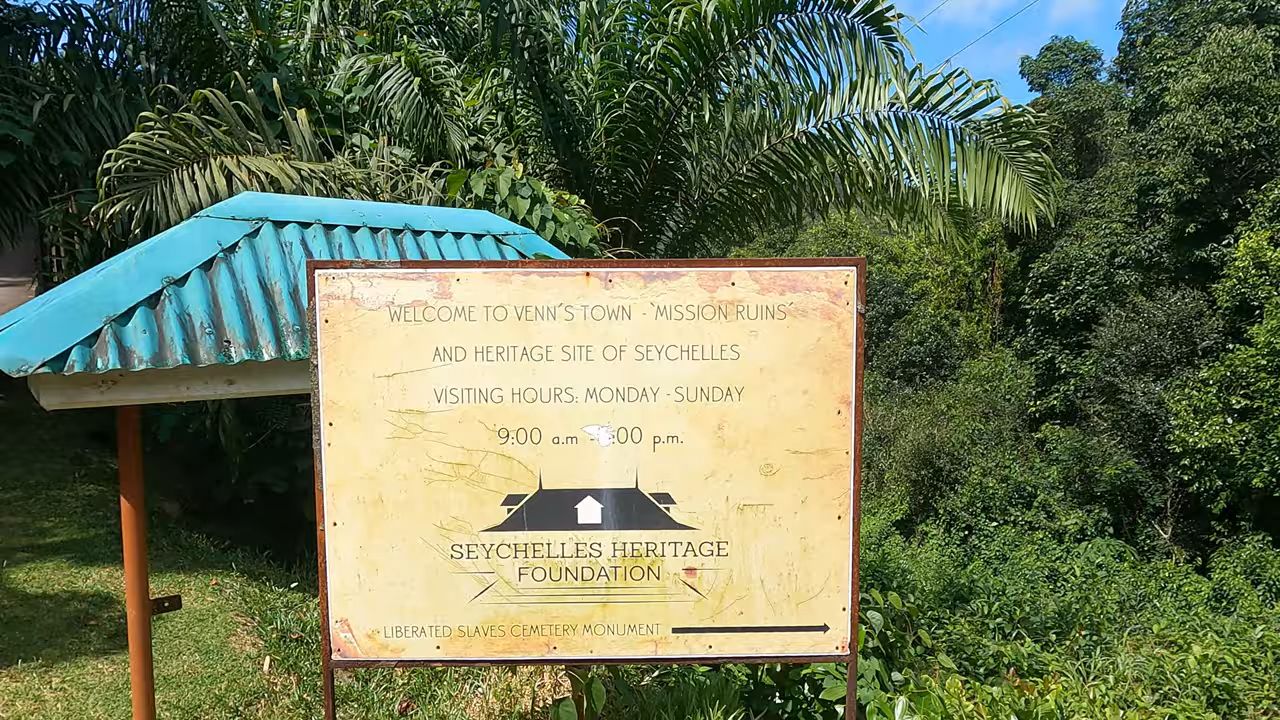 WELCOME TO VENN'S TOWN - 'MISSION RUINS'
AND HERITAGE SITE OF SEYCHELLES
VISITING HOURS: MONDAY - SUNDAY
9:00 a.m - :00 p.m.
SEYCHELLES HERITAGE
FOUNDATION
LIBERATED SLAVES CEMETERY MONUMENT